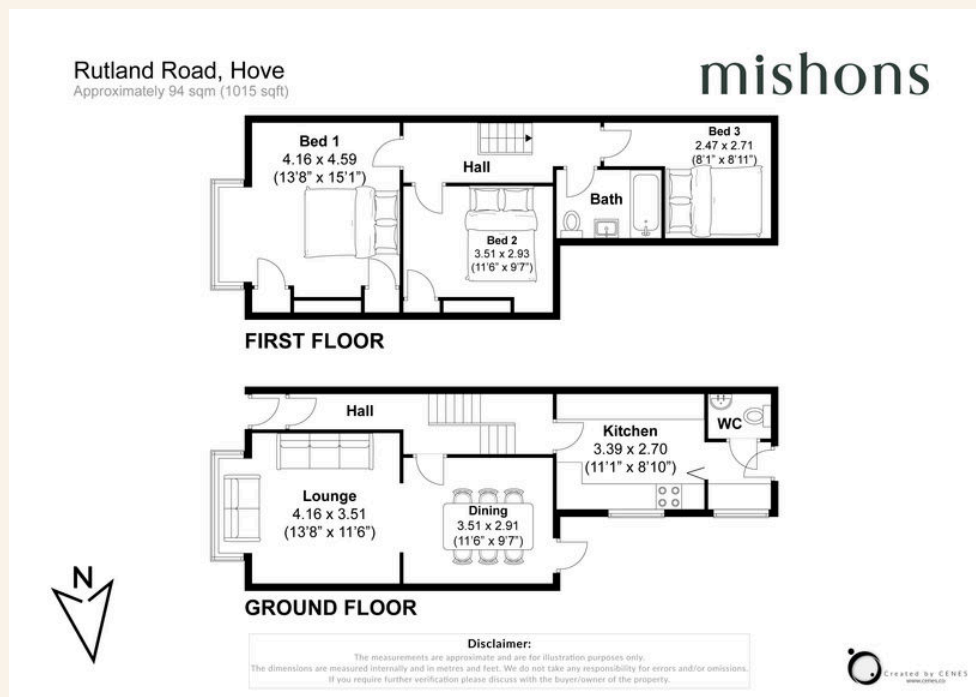 Rutland Road, Hove
Approximately 94 sqm (1015 sqft)
mishons
Bed 1
4.16 x 4.59
(13'8" x 15'1")
Hall
Bed 2
3.51 x 2.93
(11'6" x 9'7")
Bath
Bed 3
2.47 x 2.71
(8'1" x 8'11")
FIRST FLOOR
Hall
Lounge
4.16 x 3.51
(13'8" x 11'6")
Dining
3.51 x 2.91
(11'6" x 9'7")
Kitchen
3.39 x 2.70
(11'1" x 8'10")
WC
GROUND FLOOR
N
Disclaimer:
The measurements are approximate and are for illustration purposes only.
The dimensions are measured internally and in metres and feet. We do not take any responsibility for errors and/or omissions.
If you require further verification please discuss with the buyer/owner of the property.
Created by CENES
www.cenes.co